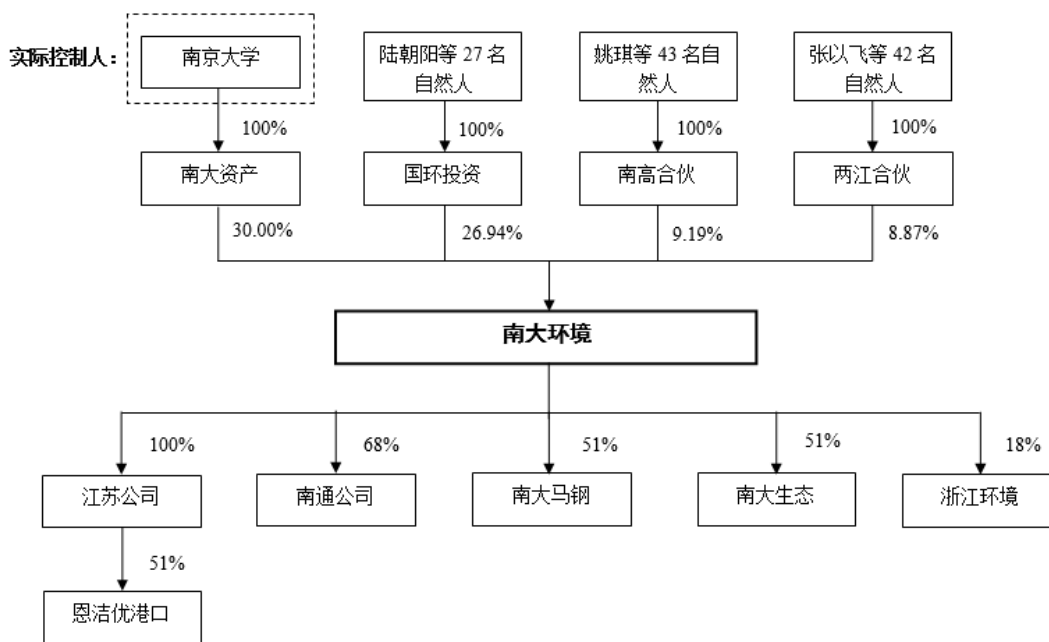 实际控制人：
南京大学
陆朝阳等 27 名
自然人
姚琪等 43 名自
然人
张以飞等 42 名
自然人
100%
100%
100%
100%
南大资产
国环投资
南高合伙
两江合伙
30.00%
26.94%
9.19%
8.87%
南大环境
100%
68%
51%
51%
18%
江苏公司
南通公司
南大马钢
南大生态
浙江环境
51%
恩洁优港口